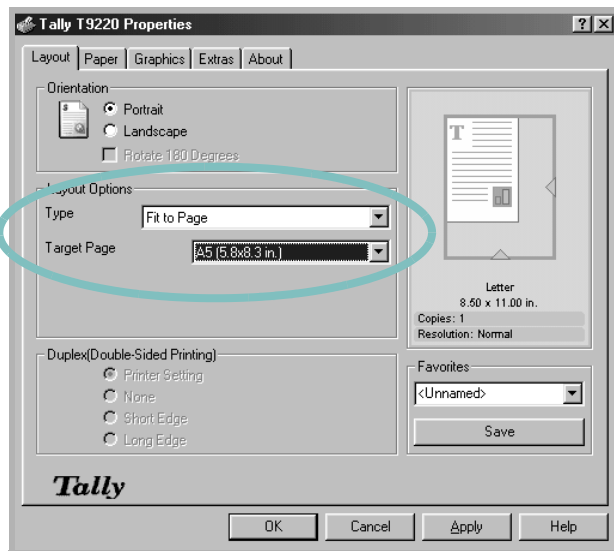 Tally T9220 Properties
Layout Paper Graphics Extras About
Orientation
Portrait
Landscape
Rotate 180 Degrees
Layout Options
Type Fit to Page
Target Page A5 (5.8x8.3 in.)
Duplex(Double-Sided Printing)
Printer Setting
None
Short Edge
Long Edge
Tally
T
Letter
8.50 x 11.00 in.
Copies: 1
Resolution: Normal
Favorites
<Unnamed>
Save
OK Cancel Apply Help